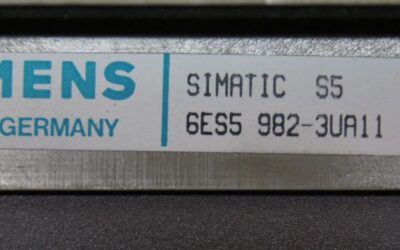 MENS
GERMANY
SIMATIC S5
6ES5 982-3UA11